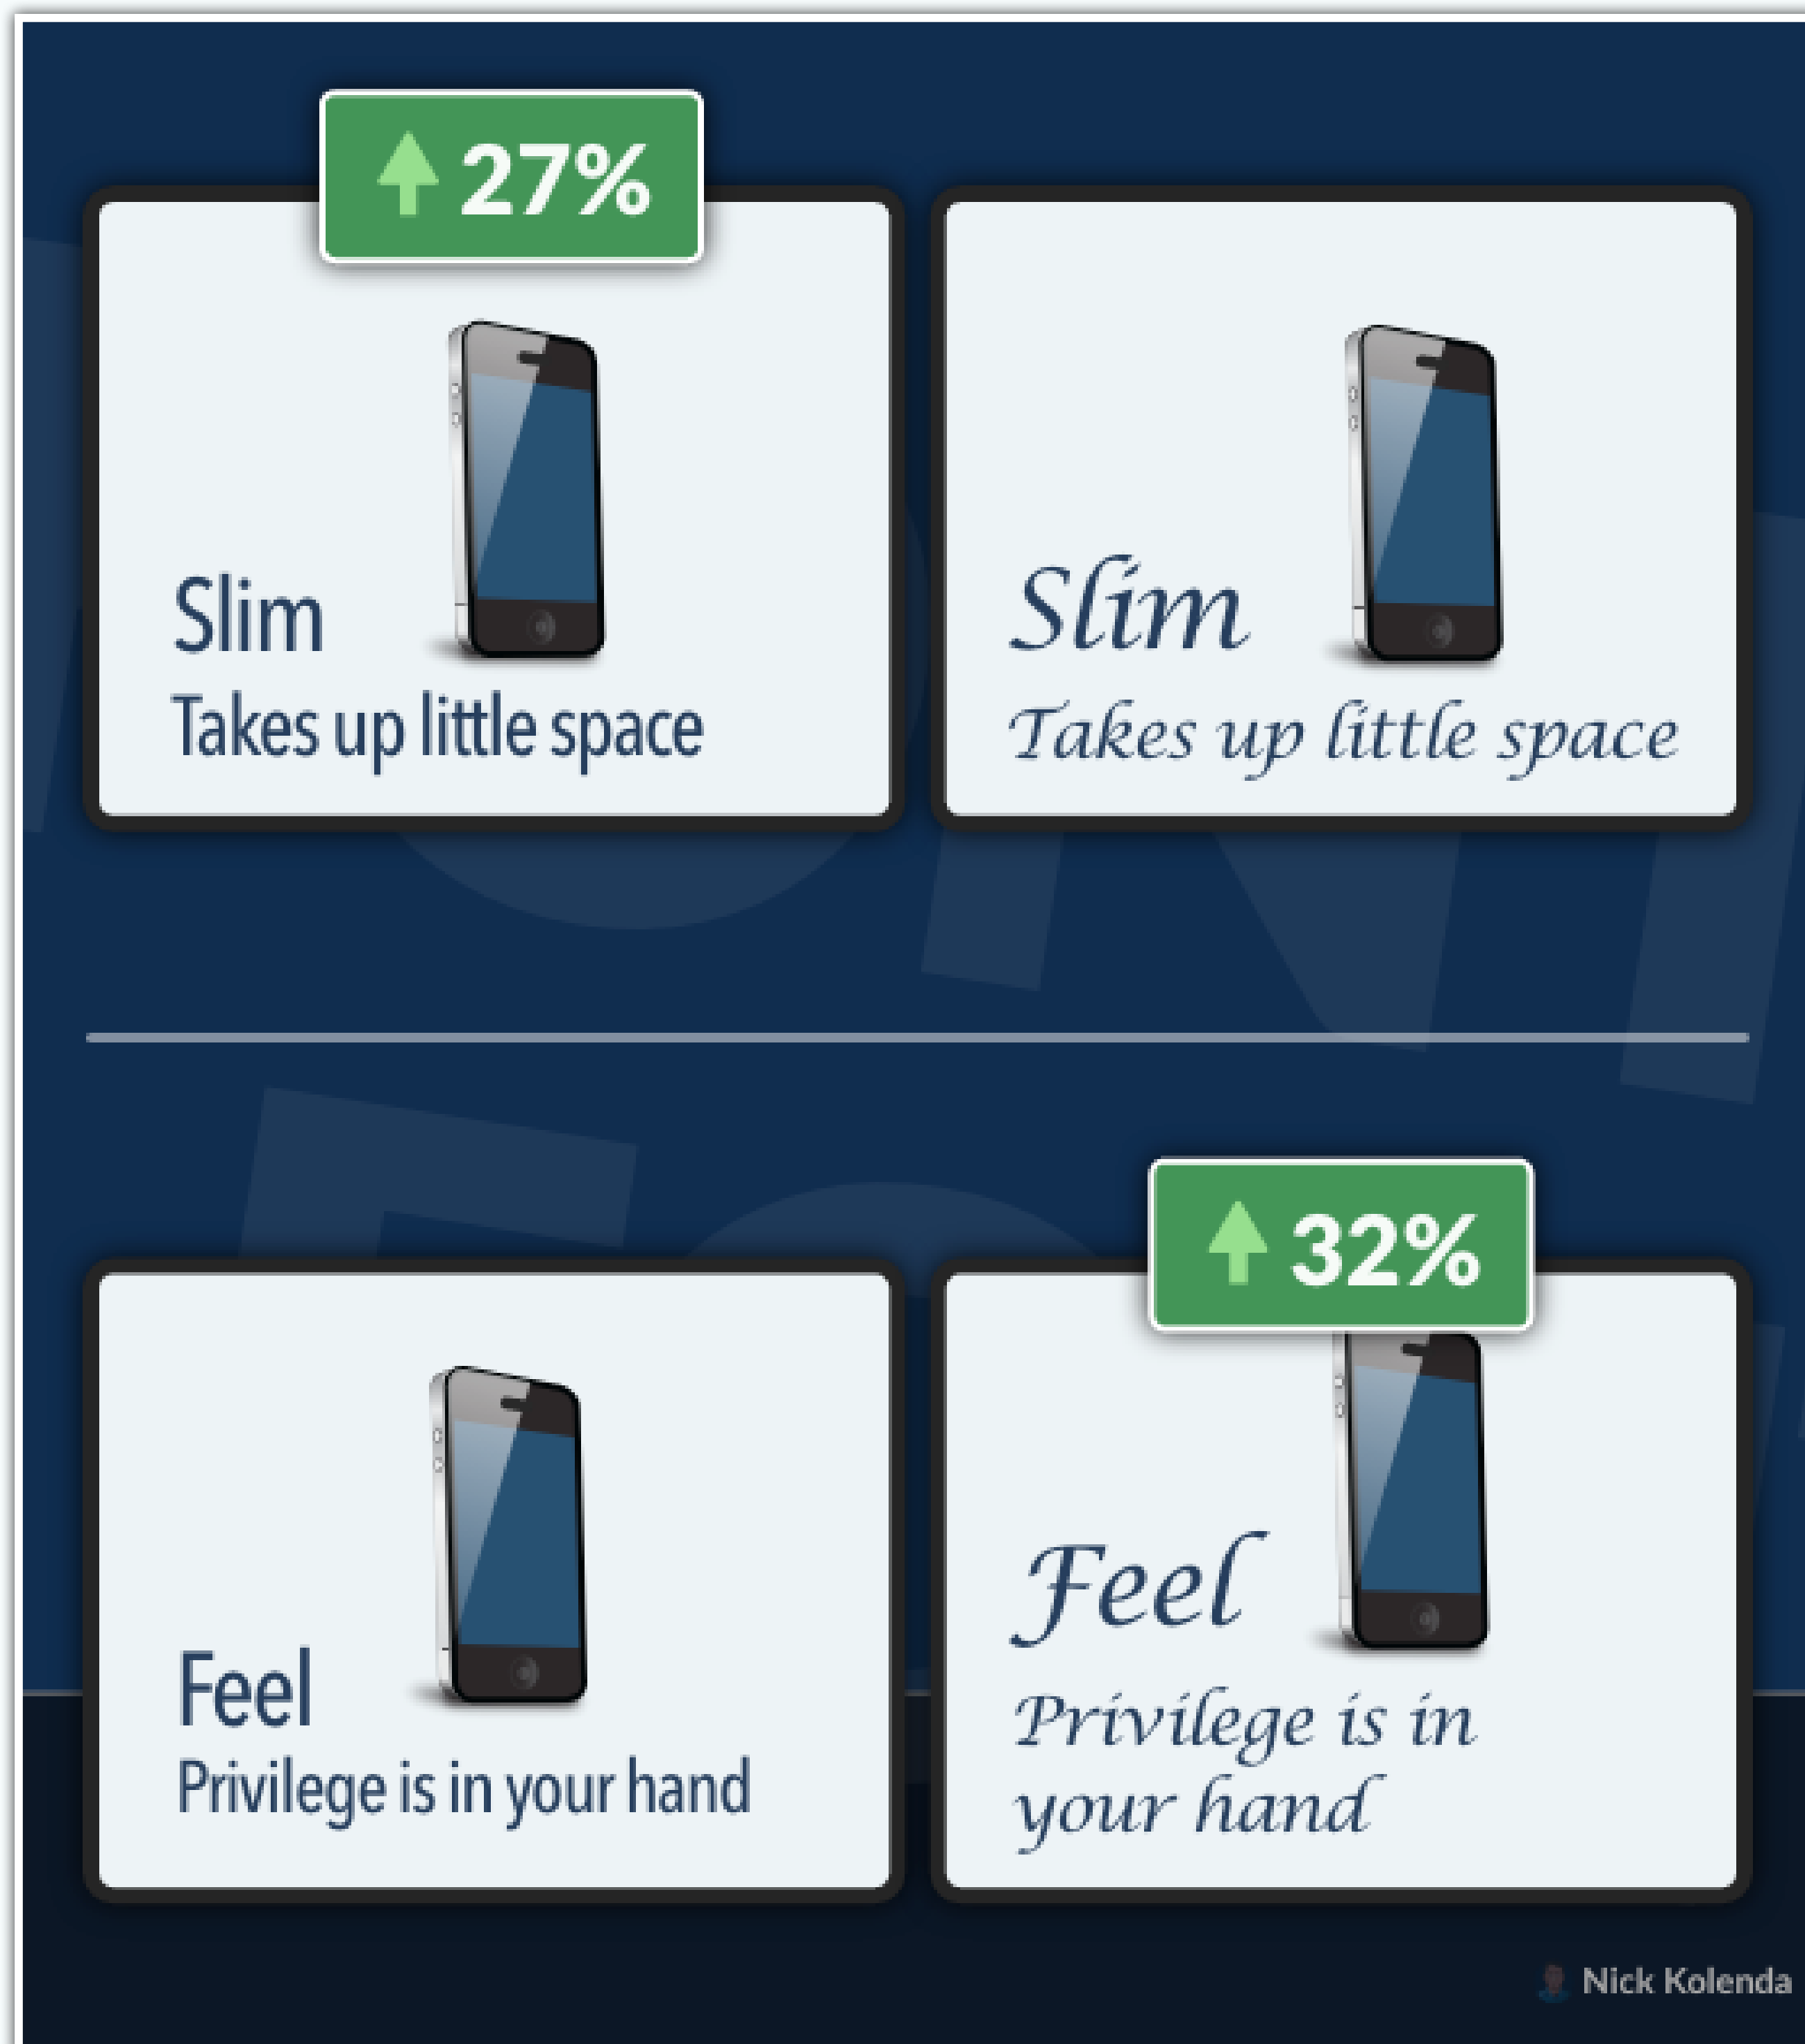 27%
Slim
Takes up little space
Slim
Takes up little space
Feel
Privilege is in your hand
32%
Feel
Privilege is in
your hand
Nick Kolenda